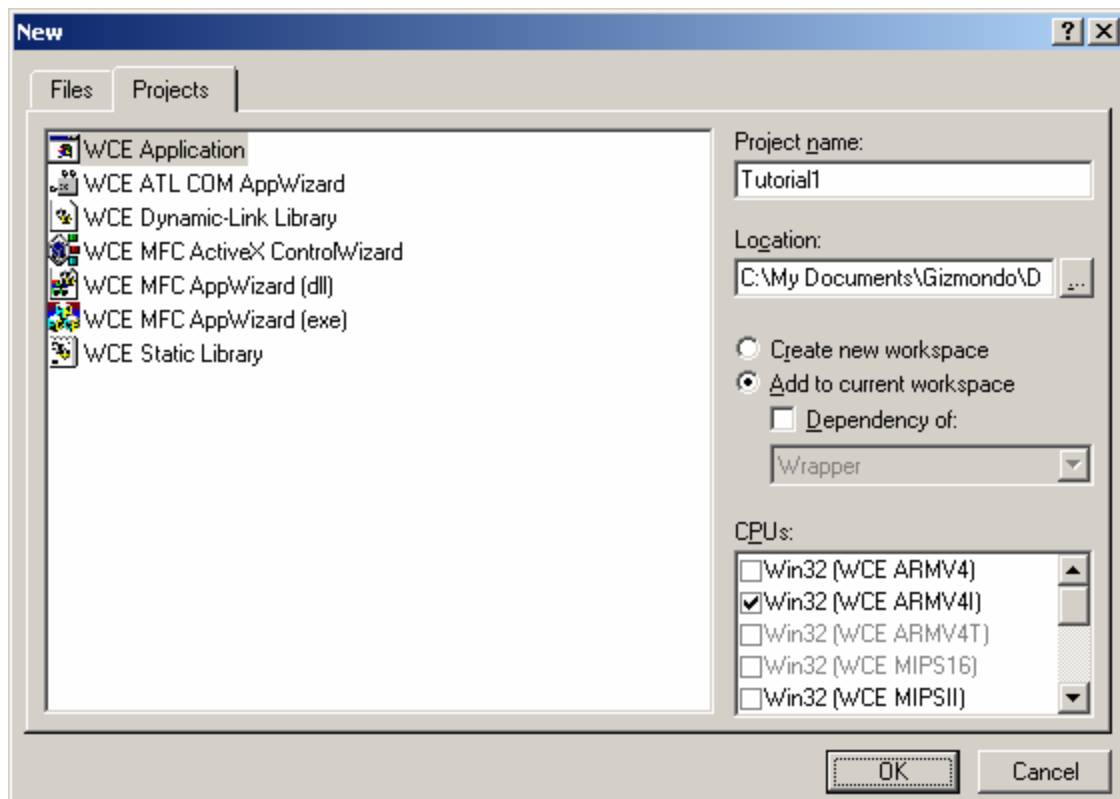 New
Files
Projects
WCE Application
WCE ATL COM AppWizard
WCE Dynamic-Link Library
WCE MFC ActiveX ControlWizard
WCE MFC AppWizard (dll)
WCE MFC AppWizard (exe)
WCE Static Library
Project name:
Tutorial1
Location:
C:\My Documents\Gizmondo\D
...
Create new workspace
Add to current workspace
Dependency of:
Wrapper
CPUs:
Win32 (WCE ARMV4)
Win32 (WCE ARMV4I)
Win32 (WCE ARMV4T)
Win32 (WCE MIPS16)
Win32 (WCE MIPSII)
OK
Cancel